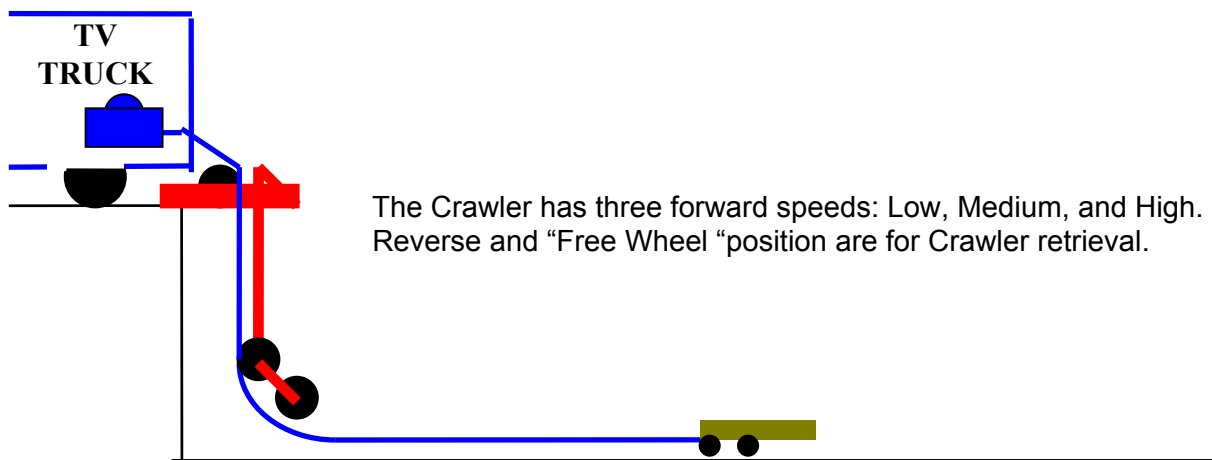 TV
TRUCK
The Crawler has three forward speeds: Low, Medium, and High.
Reverse and “Free Wheel “position are for Crawler retrieval.